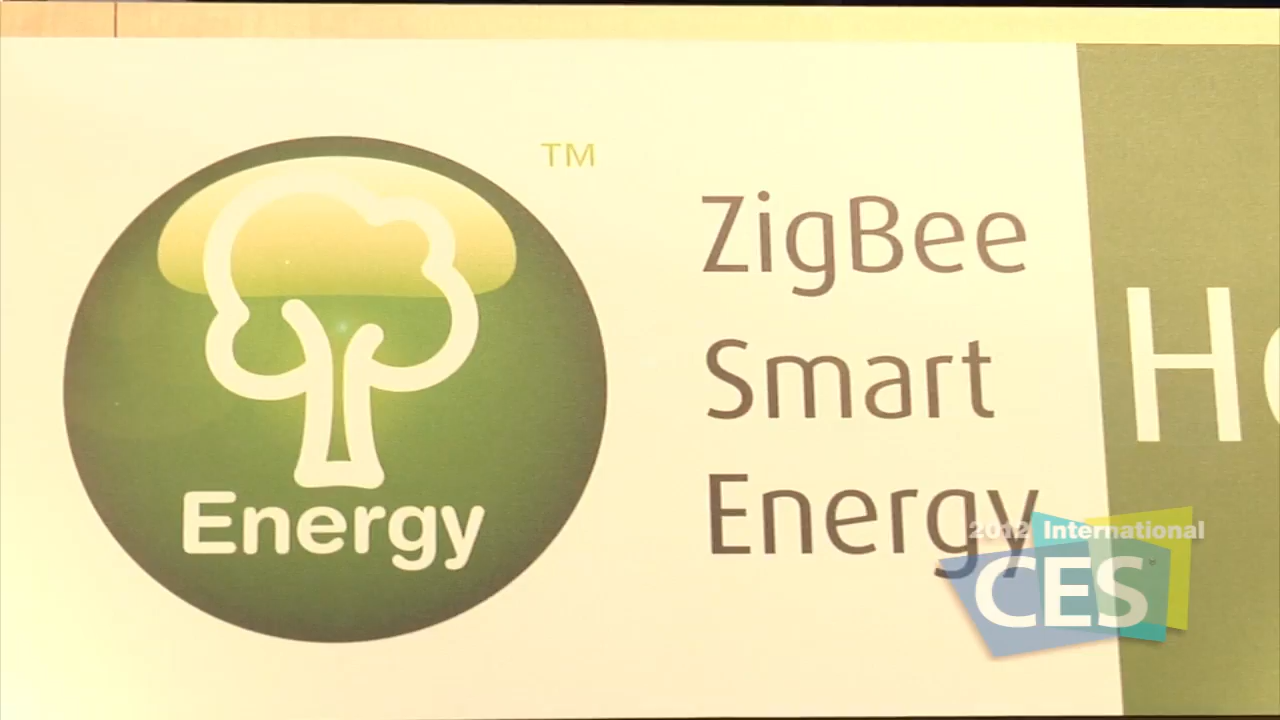 TM
ZigBee
Smart
Energy
Energy
2012 International
CES